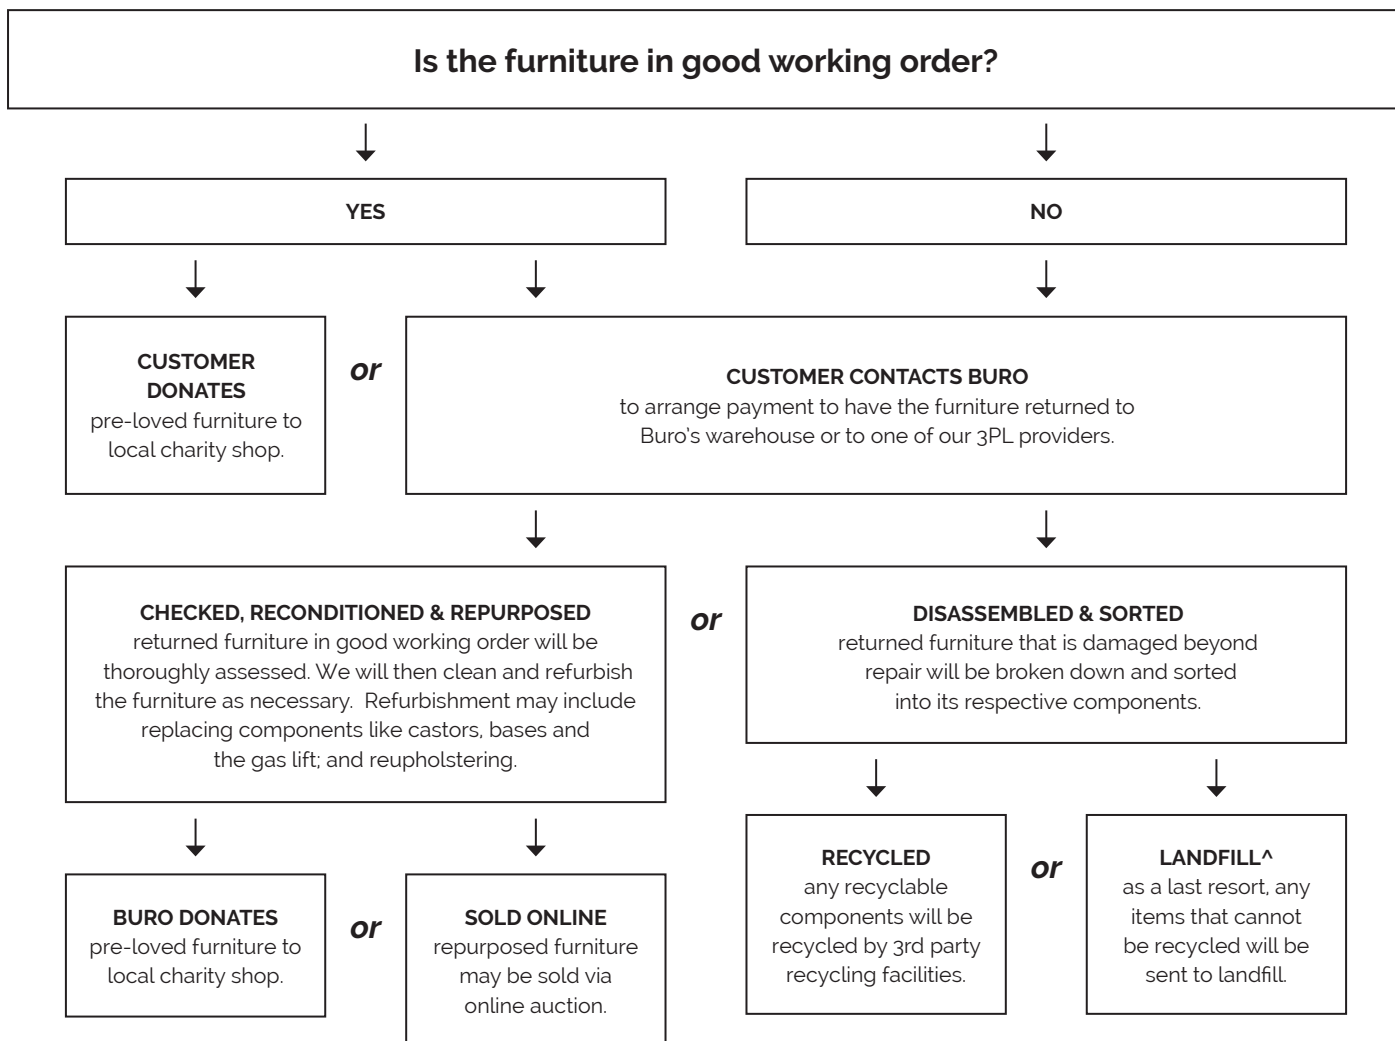 Is the furniture in good working order?
YES
NO
CUSTOMER
DONATES
pre-loved furniture to
local charity shop.
or
CUSTOMER CONTACTS BURO
to arrange payment to have the furniture returned to
Buro's warehouse or to one of our 3PL providers.
CHECKED, RECONDITIONED & REPURPOSED
returned furniture in good working order will be
thoroughly assessed. We will then clean and refurbish
the furniture as necessary. Refurbishment may include
replacing components like castors, bases and
the gas lift; and reupholstering.
or
DISASSEMBLED & SORTED
returned furniture that is damaged beyond
repair will be broken down and sorted
into its respective components.
BURO DONATES
pre-loved furniture to
local charity shop.
or
SOLD ONLINE
repurposed furniture
may be sold via
online auction.
RECYCLED
any recyclable
components will be
recycled by 3rd party
recycling facilities.
or
LANDFILL^
as a last resort, any
items that cannot
be recycled will be
sent to landfill.